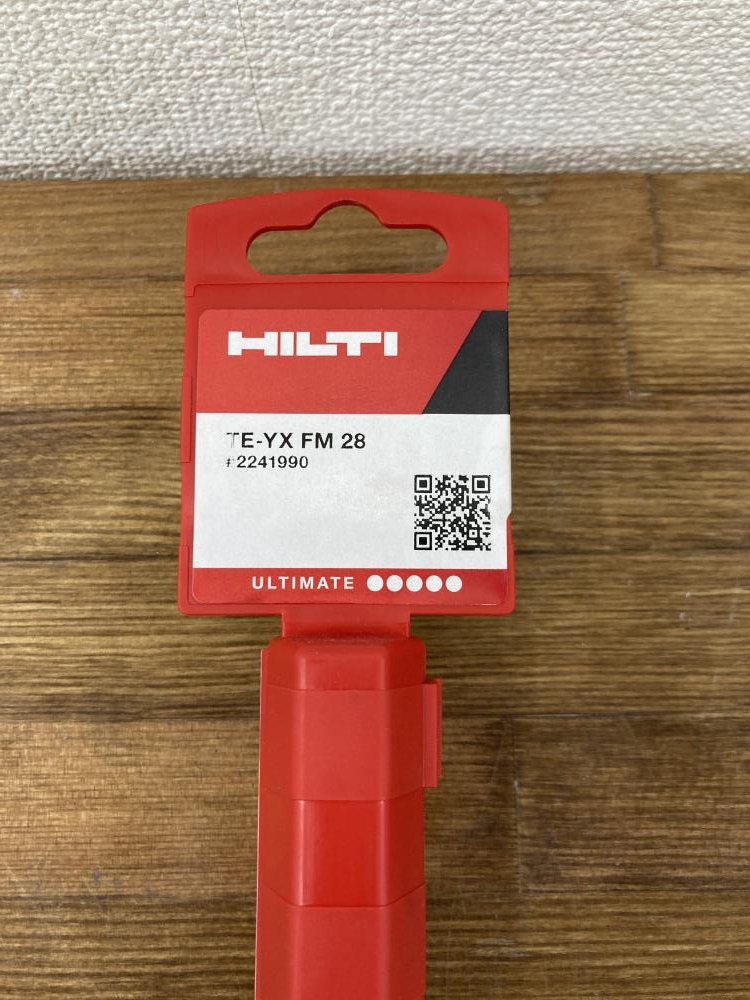 HILTI
TE-YX FM 28
#2241990
ULTIMATE